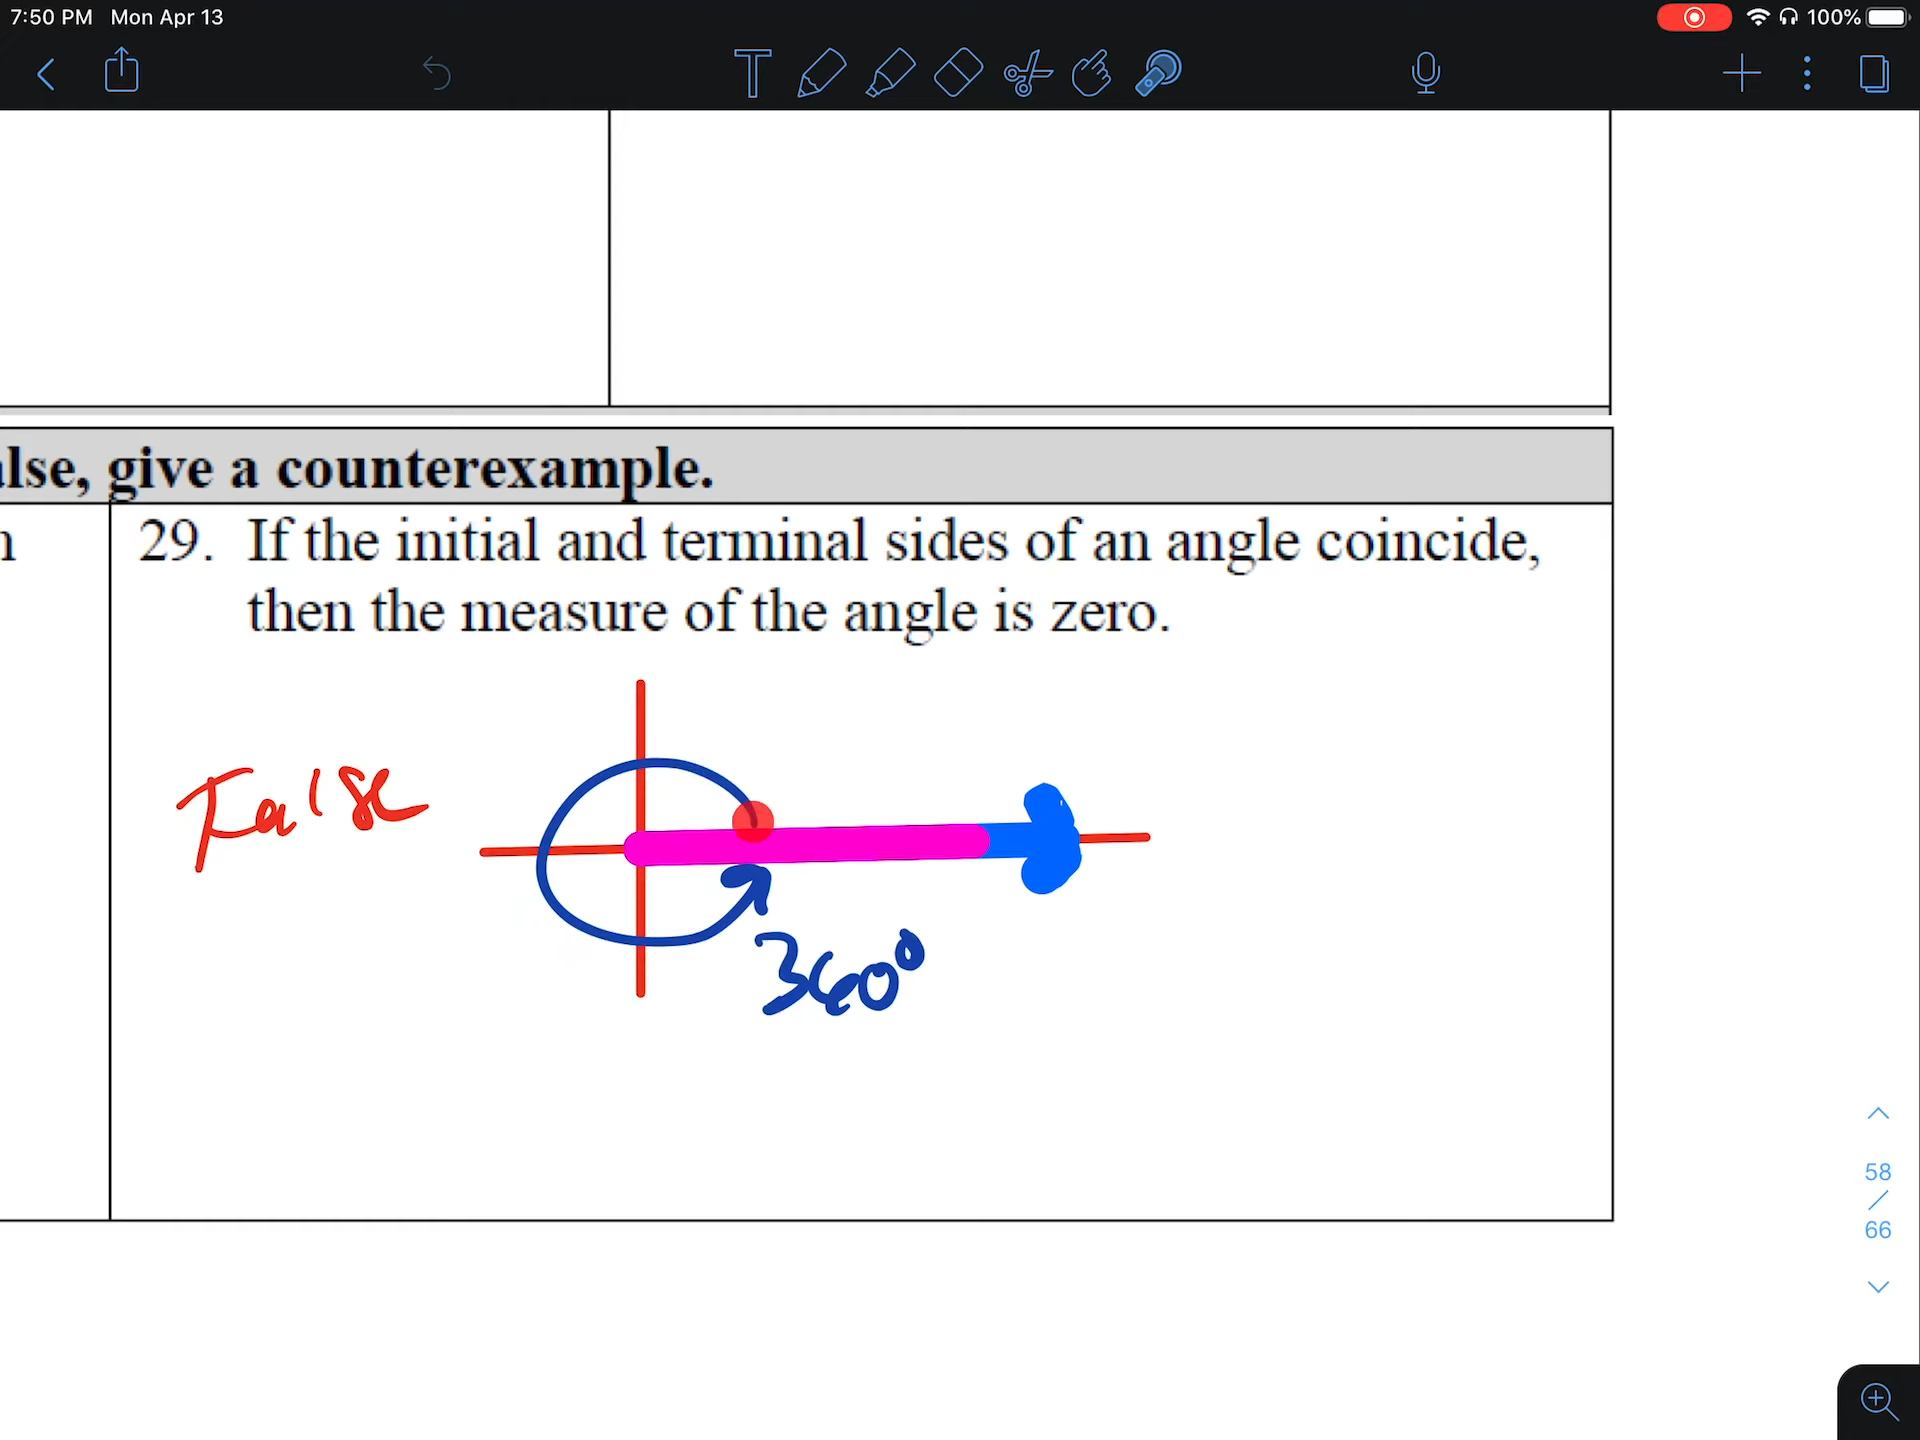 7:50 PM Mon Apr 13
100%
T
lse, give a counterexample.
29. If the initial and terminal sides of an angle coincide,
then the measure of the angle is zero.
False
360°
58
/
66